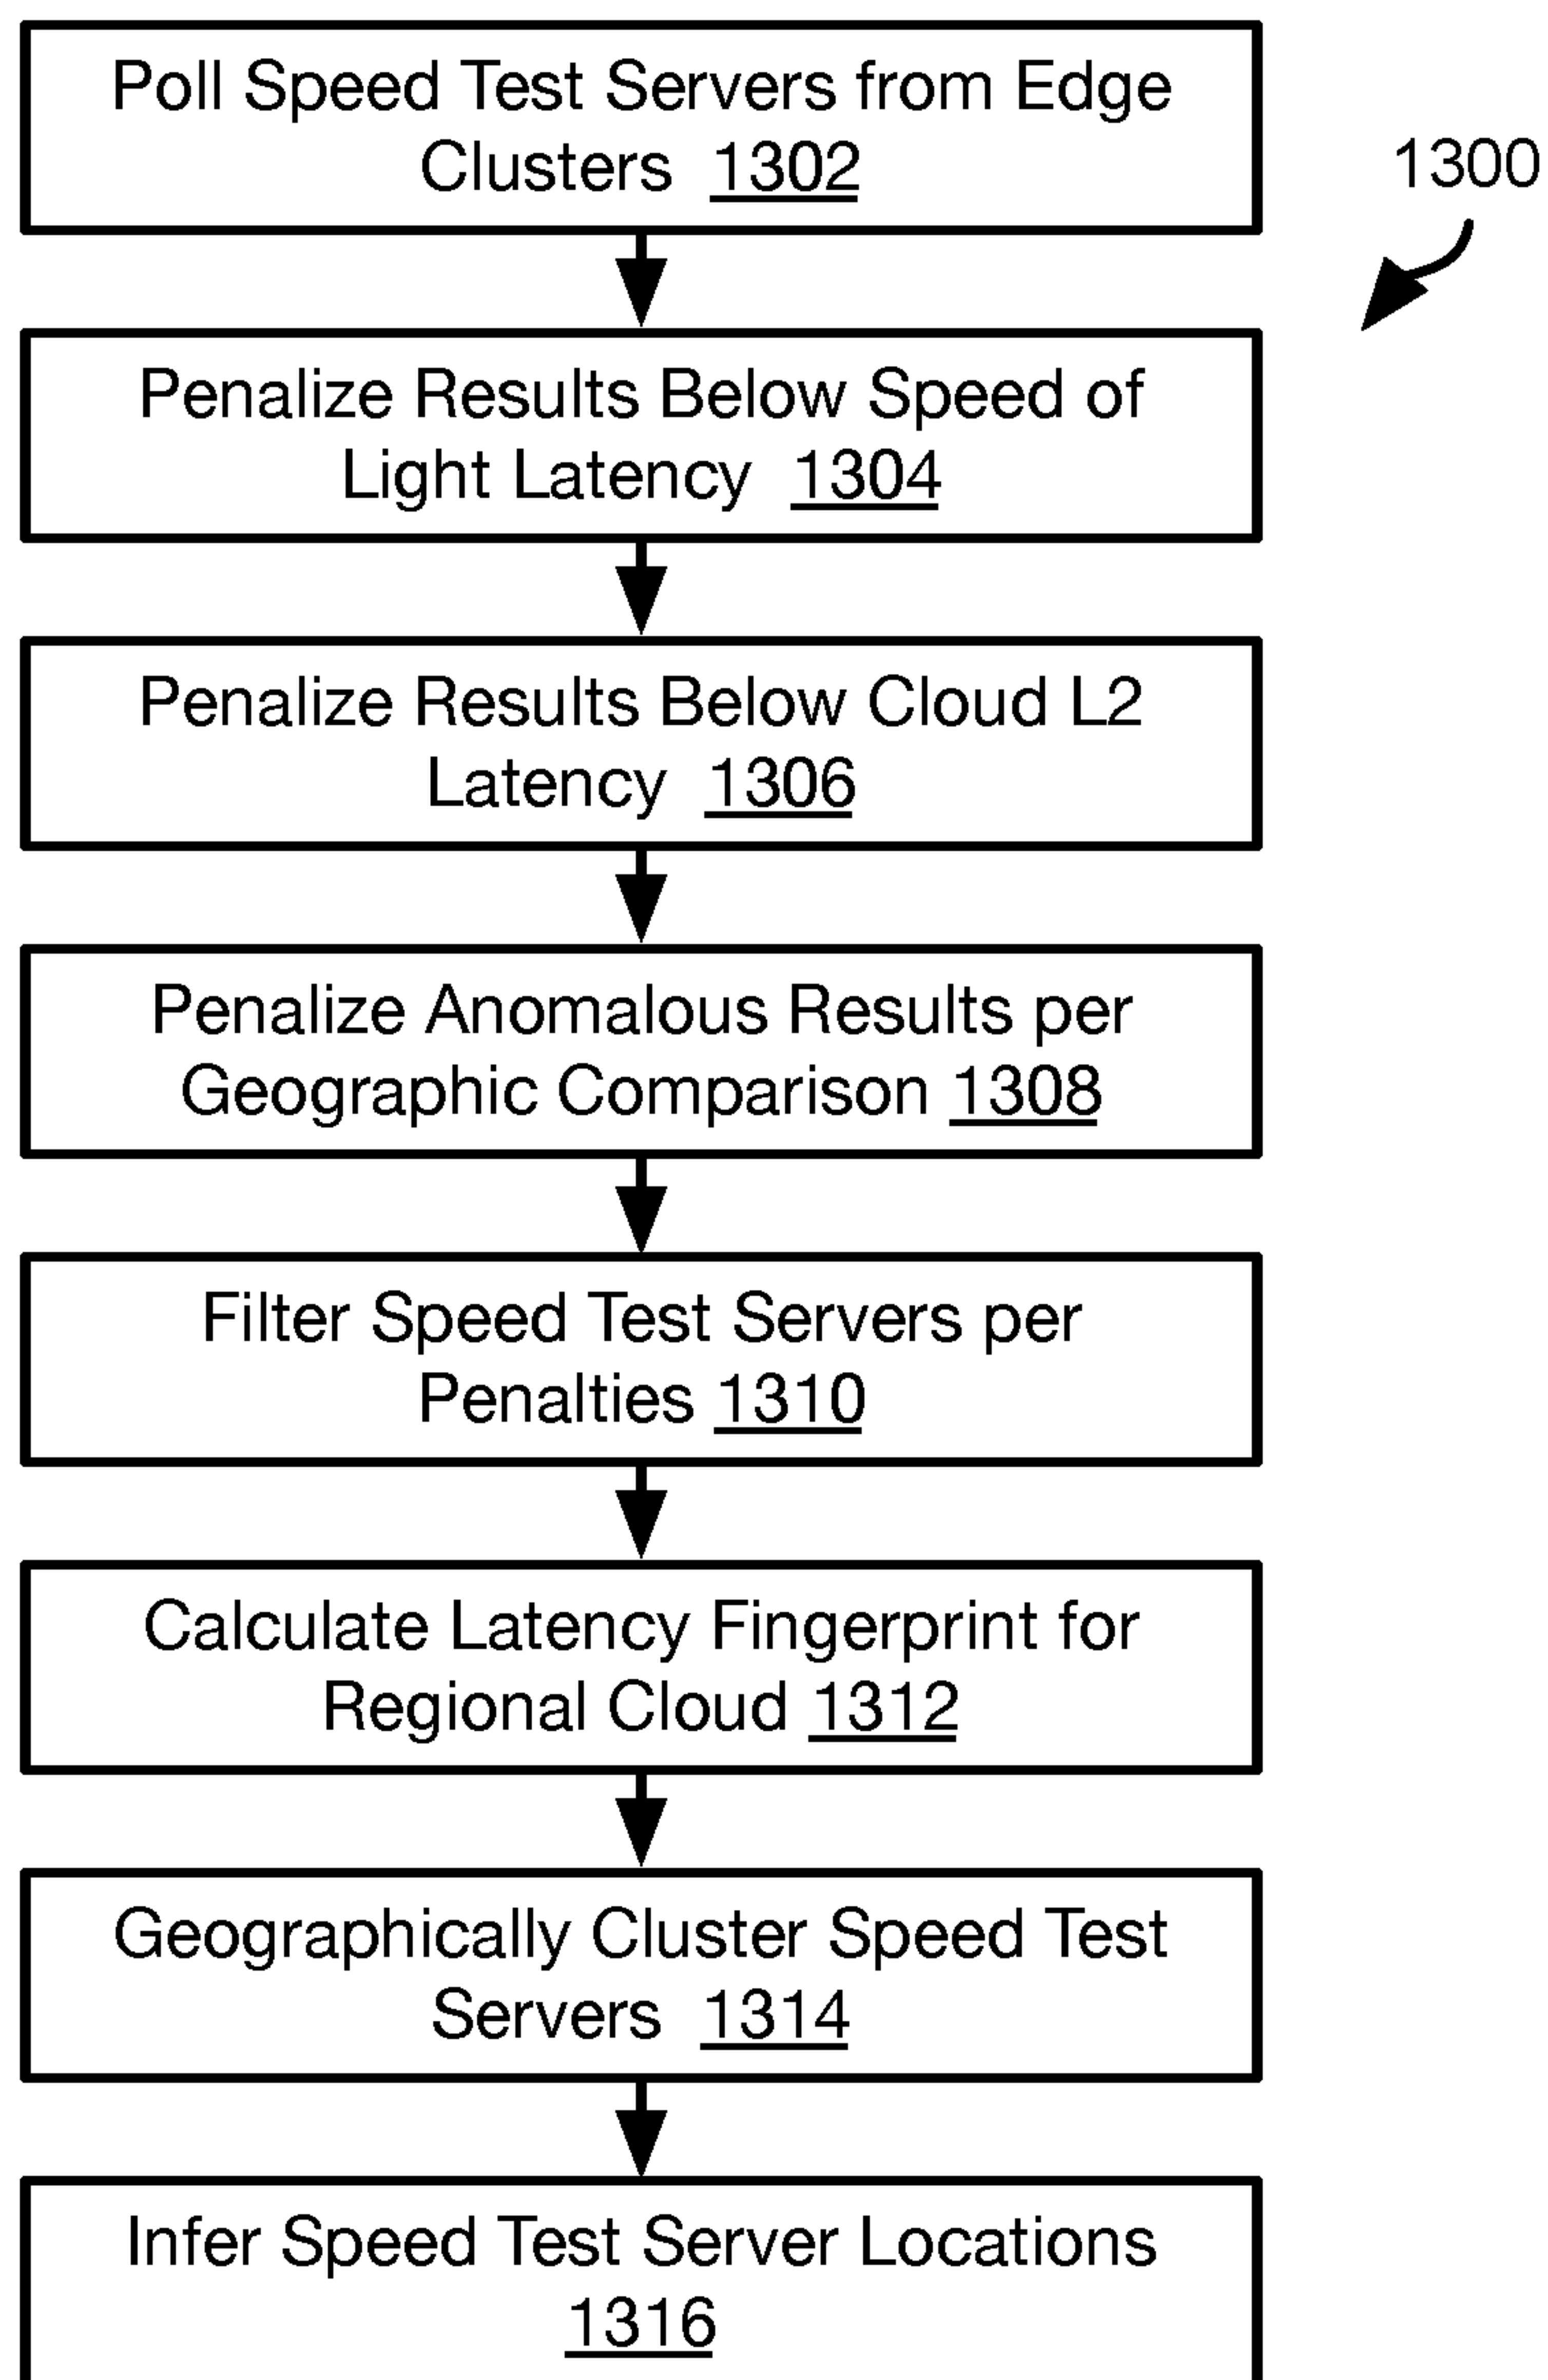 Poll Speed Test Servers from Edge
Clusters 1302
1300
Penalize Results Below Speed of
Light Latency 1304
Penalize Results Below Cloud L2
Latency 1306
Penalize Anomalous Results per
Geographic Comparison 1308
Filter Speed Test Servers per
Penalties 1310
Calculate Latency Fingerprint for
Regional Cloud 1312
Geographically Cluster Speed Test
Servers 1314
Infer Speed Test Server Locations
1316